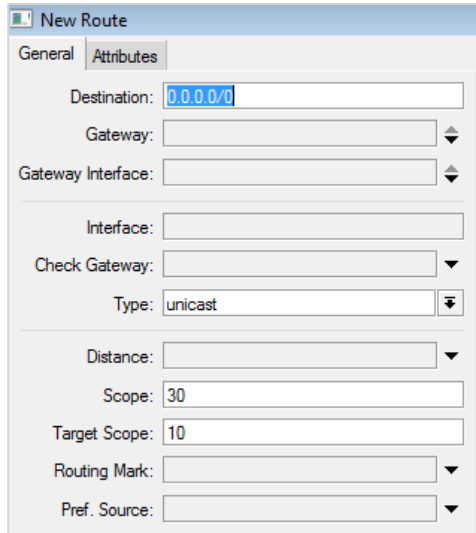 New Route
General Attributes
Destination: 0.0.0.0/0
Gateway:
Gateway Interface:
Interface:
Check Gateway:
Type: unicast
Distance:
Scope: 30
Target Scope: 10
Routing Mark:
Pref. Source: